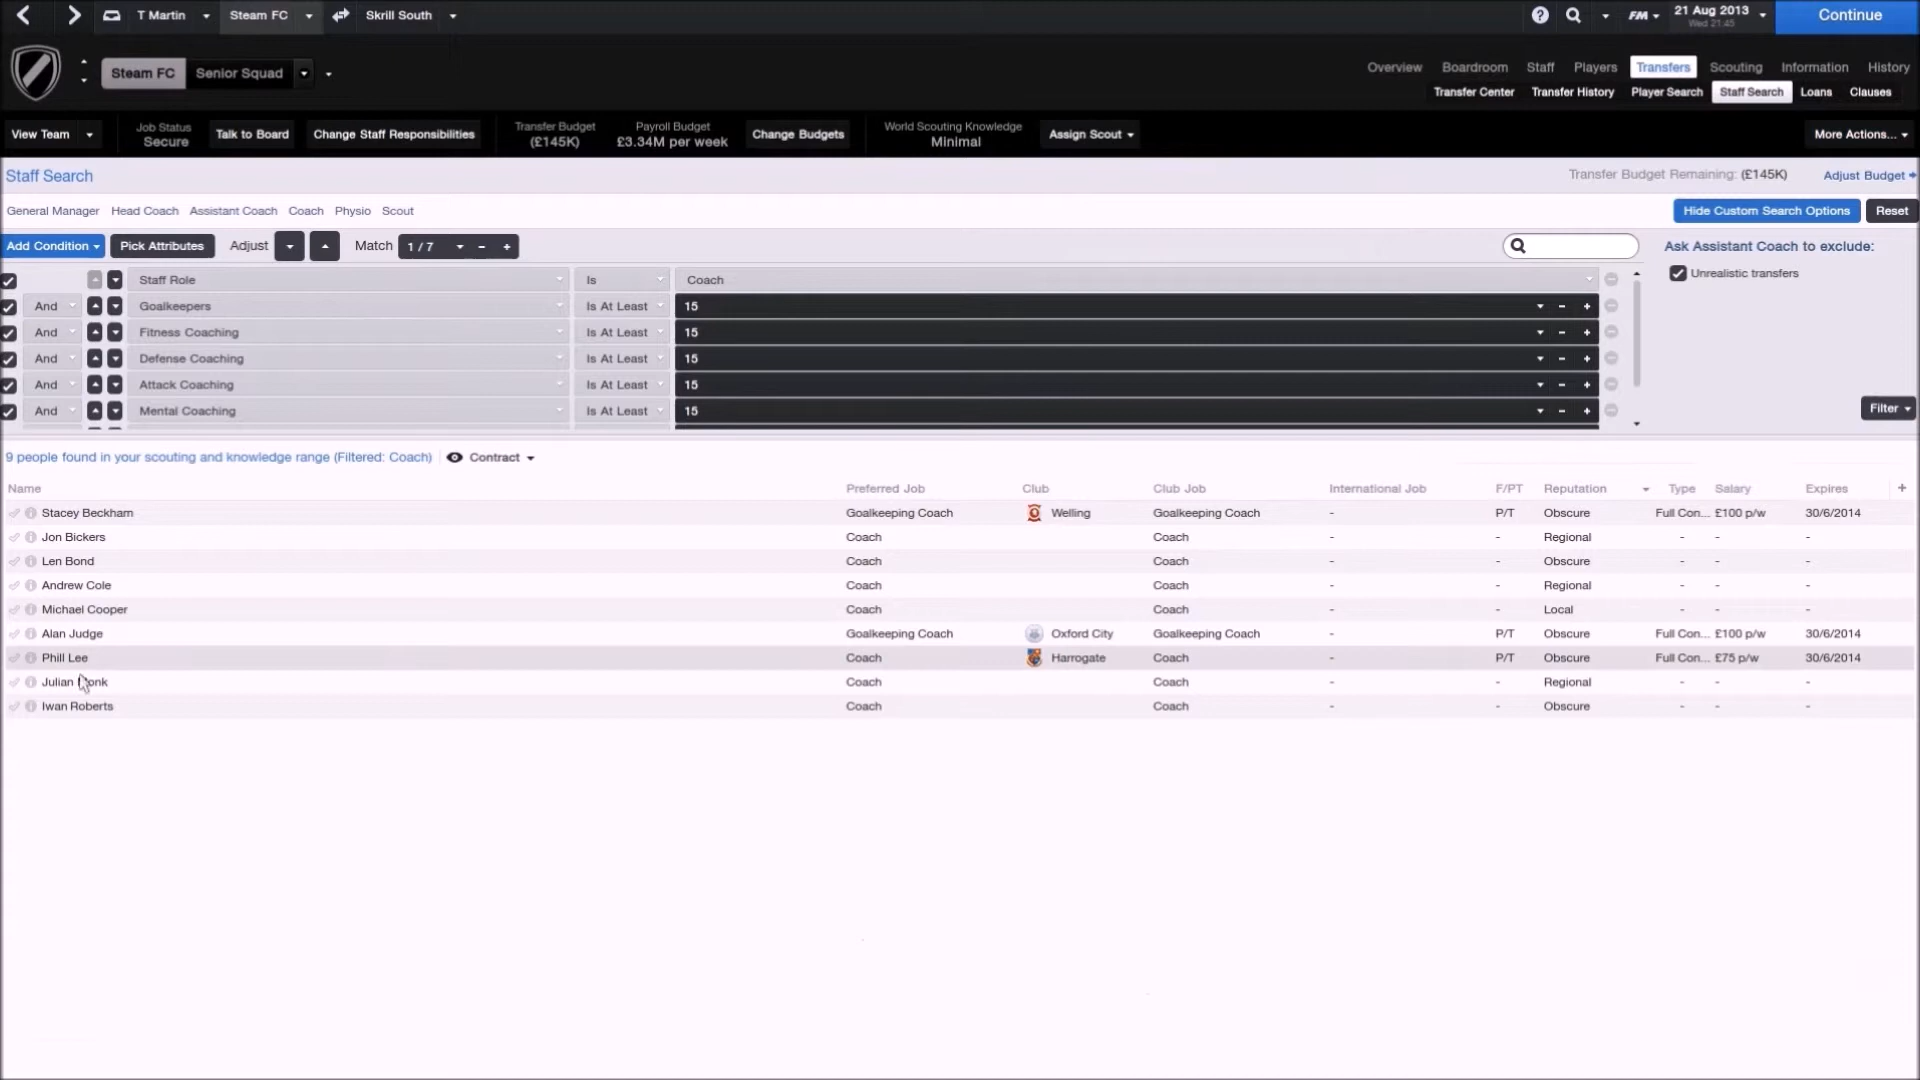 T Martin Steam FC Skrill South FM 21 Aug 2013 Continue
Wed 21:45
Steam FC Senior Squad Overview Boardroom Staff Players Transfers Scouting Information History
Transfer Center Transfer History Player Search Staff Search Loans Clauses
View Team Job Status Talk to Board Change Staff Responsibilities Transfer Budget Payroll Budget Change Budgets World Scouting Knowledge Assign Scout More Actions...
Secure (£145K) £3.34M per week Minimal
Staff Search Transfer Budget Remaining: (£145K) Adjust Budget
General Manager Head Coach Assistant Coach Coach Physio Scout Hide Custom Search Options Reset
Add Condition Pick Attributes Adjust Match 1 / 7 - + Ask Assistant Coach to exclude:
Staff Role Is Coach Unrealistic transfers
And Goalkeepers Is At Least 15 - +
And Fitness Coaching Is At Least 15 - +
And Defense Coaching Is At Least 15 - +
And Attack Coaching Is At Least 15 - +
And Mental Coaching Is At Least 15 - + Filter
9 people found in your scouting and knowledge range (Filtered: Coach) Contract
Name Preferred Job Club Club Job International Job F/PT Reputation Type Salary Expires +
Stacey Beckham Goalkeeping Coach Welling Goalkeeping Coach - P/T Obscure Full Con... £100 p/w 30/6/2014
Jon Bickers Coach Coach - - Regional - - -
Len Bond Coach Coach - - Obscure - - -
Andrew Cole Coach Coach - - Regional - - -
Michael Cooper Coach Coach - - Local - - -
Alan Judge Goalkeeping Coach Oxford City Goalkeeping Coach - P/T Obscure Full Con... £100 p/w 30/6/2014
Phill Lee Coach Harrogate Coach - P/T Obscure Full Con... £75 p/w 30/6/2014
Julian Monk Coach Coach - - Regional - - -
Iwan Roberts Coach Coach - - Obscure - - -